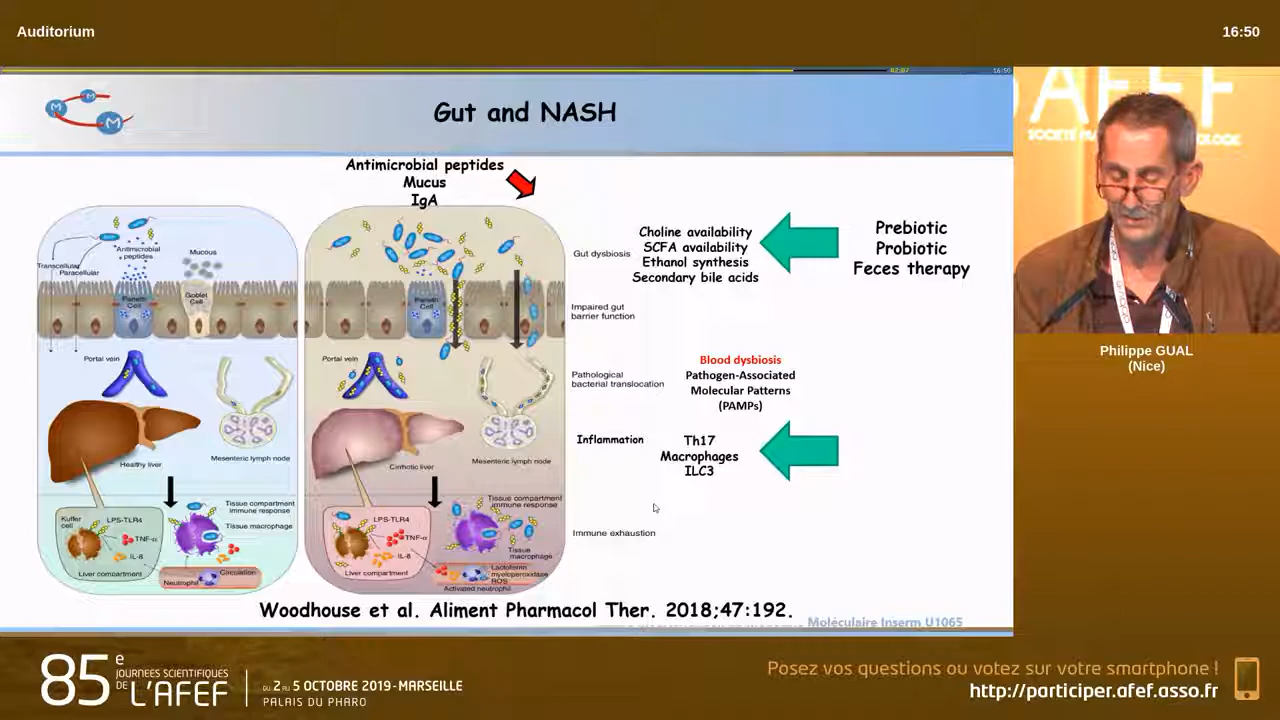 Auditorium
16:50
02:07
16:50
Gut and NASH
Antimicrobial peptides
Mucus
IgA
Antimicrobial
peptides
Mucous
Transcellular
Paracellular
Paneth
Cell
Goblet
Cell
Portal vein
Healthy liver
Mesenteric lymph node
Tissue compartment
immune response
Tissue macrophage
Kuffer
cell
LPS-TLR4
TNF-α
IL-8
Liver compartment
Neutrophil
Circulation
Paneth
Cell
Portal vein
Cirrhotic liver
Mesenteric lymph node
Tissue compartment
immune response
LPS-TLR4
TNF-α
IL-8
Liver compartment
Tissue
macrophage
Lactoferrin
myeloperoxidase
ROS
Activated neutrophil
Gut dysbiosis
Impaired gut
barrier function
Pathological
bacterial translocation
Inflammation
Immune exhaustion
Choline availability
SCFA availability
Ethanol synthesis
Secondary bile acids
Prebiotic
Probiotic
Feces therapy
Blood dysbiosis
Pathogen-Associated
Molecular Patterns
(PAMPs)
Th17
Macrophages
ILC3
Woodhouse et al. Aliment Pharmacol Ther. 2018;47:192.
Moléculaire Inserm U1065
AFEF
Philippe GUAL
(Nice)
85e
JOURNÉES SCIENTIFIQUES
DE L'AFEF
DU 2 AU 5 OCTOBRE 2019 - MARSEILLE
PALAIS DU PHARO
Posez vos questions ou votez sur votre smartphone !
http://participer.afef.asso.fr